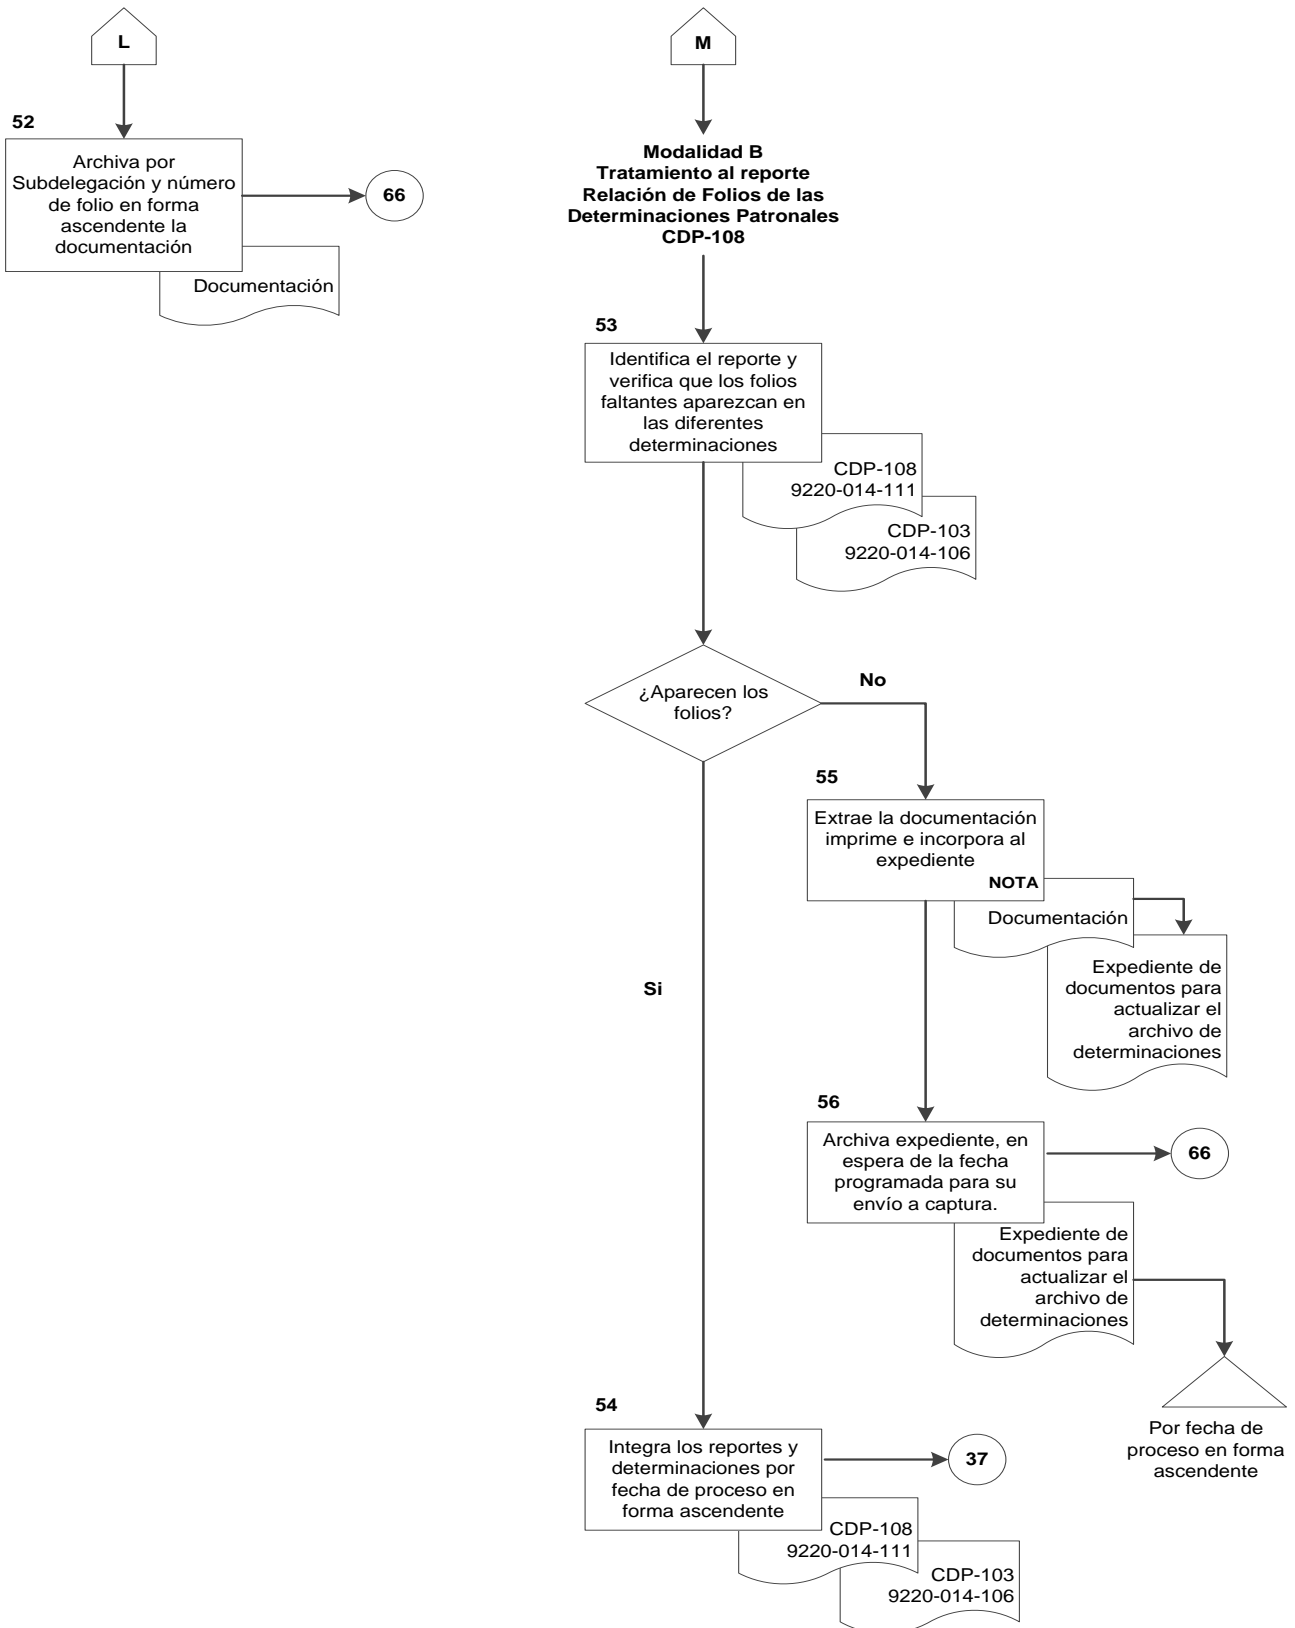 L
52
Archiva por
Subdelegación y número
de folio en forma
ascendente la
documentación
66
Documentación
M
Modalidad B
Tratamiento al reporte
Relación de Folios de las
Determinaciones Patronales
CDP-108
53
Identifica el reporte y
verifica que los folios
faltantes aparezcan en
las diferentes
determinaciones
CDP-108
9220-014-111
CDP-103
9220-014-106
¿Aparecen los
folios?
No
55
Extrae la documentación
imprime e incorpora al
expediente
NOTA
Documentación
Expediente de
documentos para
actualizar el
archivo de
determinaciones
Si
56
Archiva expediente, en
espera de la fecha
programada para su
envío a captura.
66
Expediente de
documentos para
actualizar el
archivo de
determinaciones
Por fecha de
proceso en forma
ascendente
54
Integra los reportes y
determinaciones por
fecha de proceso en
forma ascendente
37
CDP-108
9220-014-111
CDP-103
9220-014-106